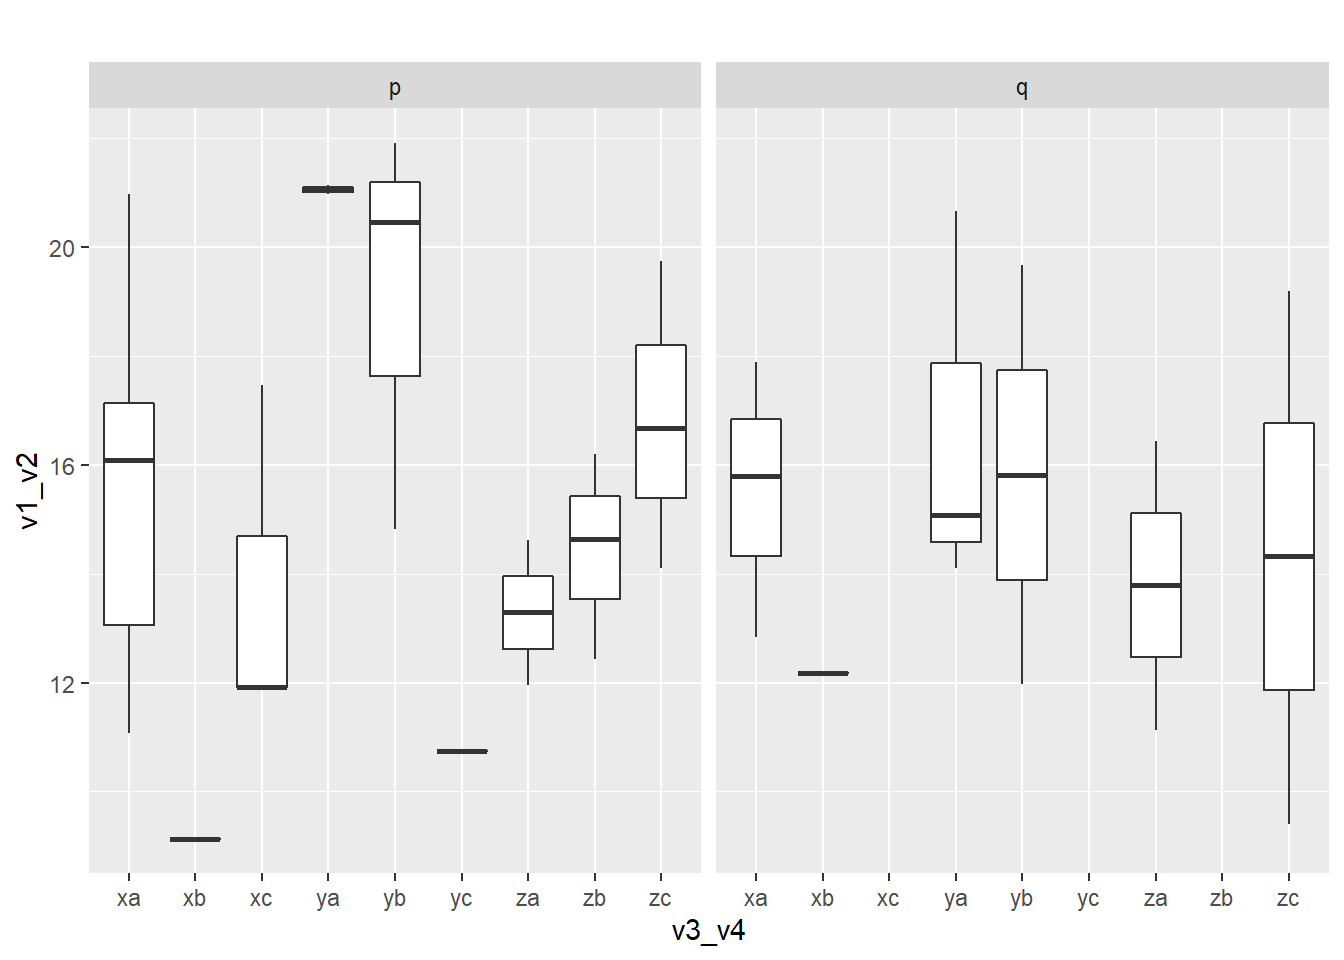 p q
20
16
12
v1_v2
xa xb xc ya yb yc za zb zc xa xb xc ya yb yc za zb zc
v3_v4